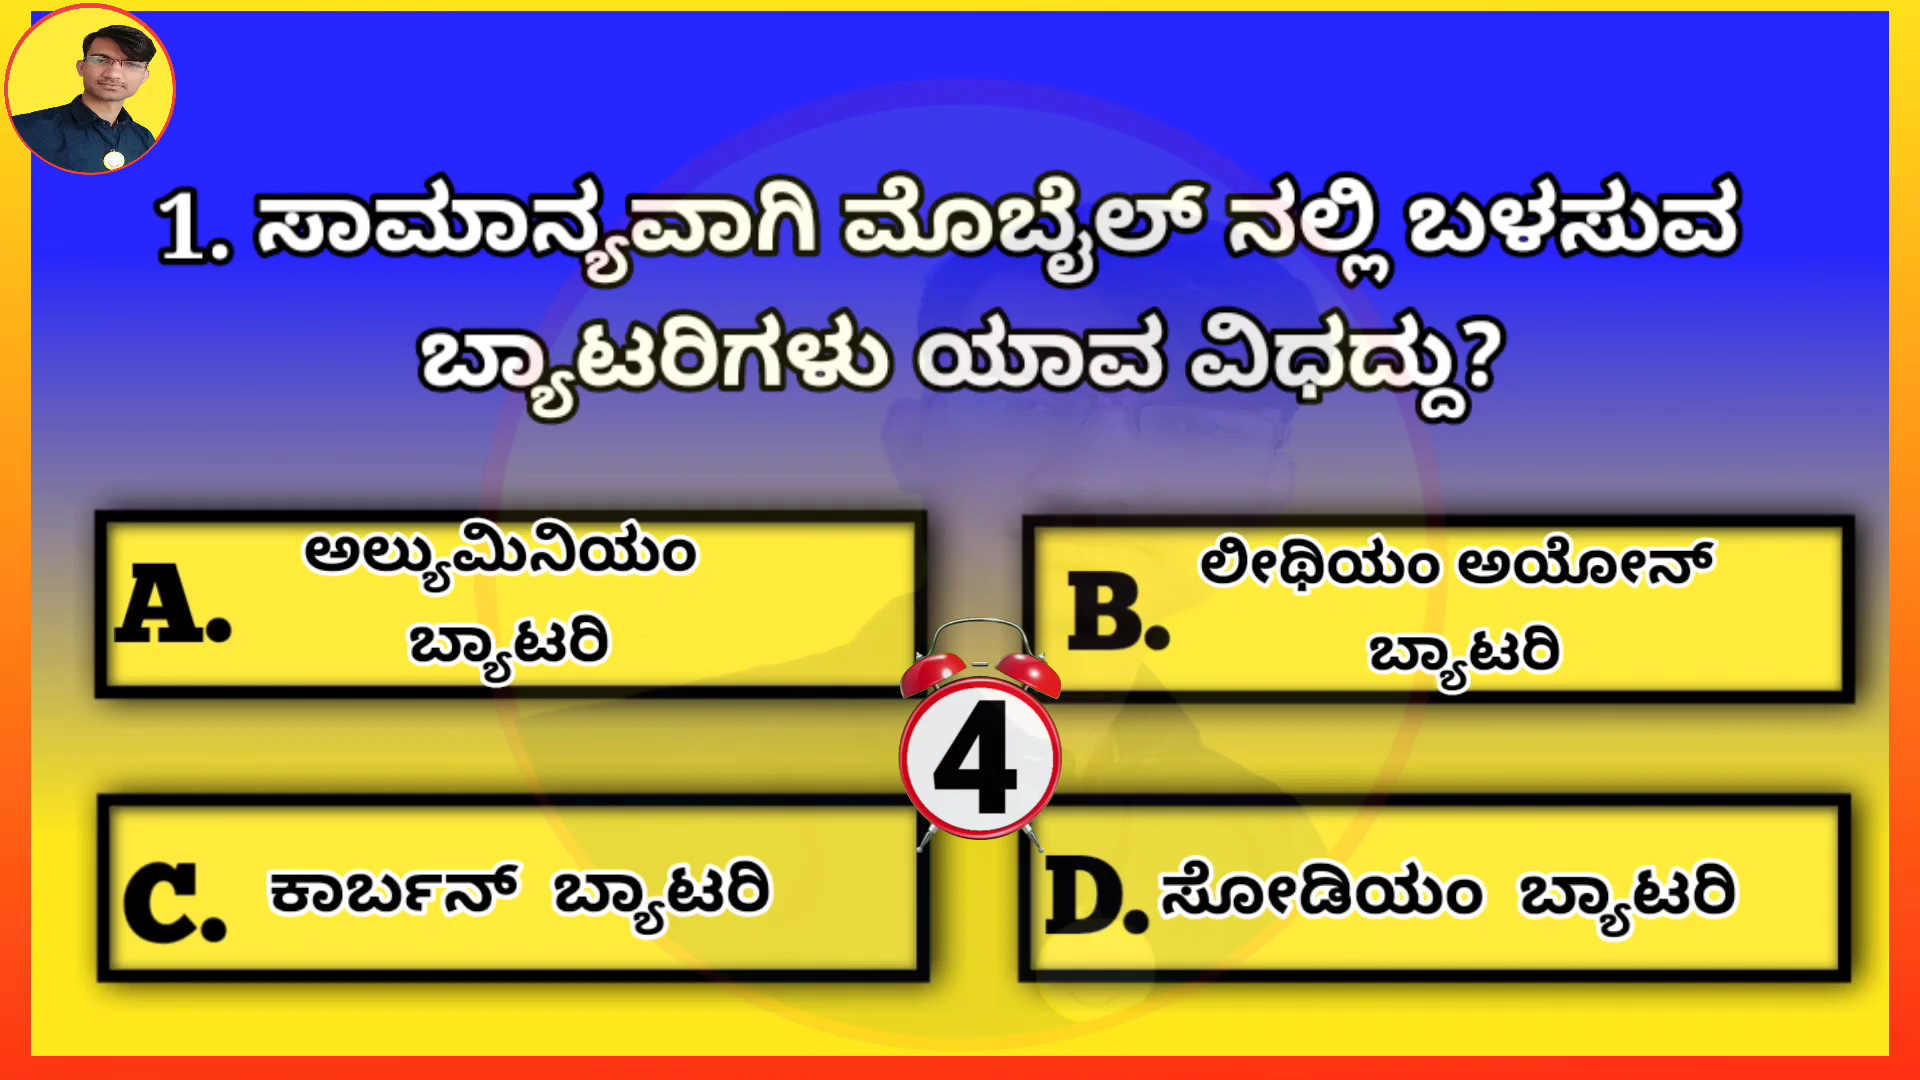 1. ಸಾಮಾನ್ಯವಾಗಿ ಮೊಬೈಲ್ ನಲ್ಲಿ ಬಳಸುವ
ಬ್ಯಾಟರಿಗಳು ಯಾವ ವಿಧದ್ದು?
A. ಅಲ್ಯುಮಿನಿಯಂ
ಬ್ಯಾಟರಿ
B. ಲೀಥಿಯಂ ಅಯೋನ್
ಬ್ಯಾಟರಿ
4
C. ಕಾರ್ಬನ್ ಬ್ಯಾಟರಿ
D. ಸೋಡಿಯಂ ಬ್ಯಾಟರಿ